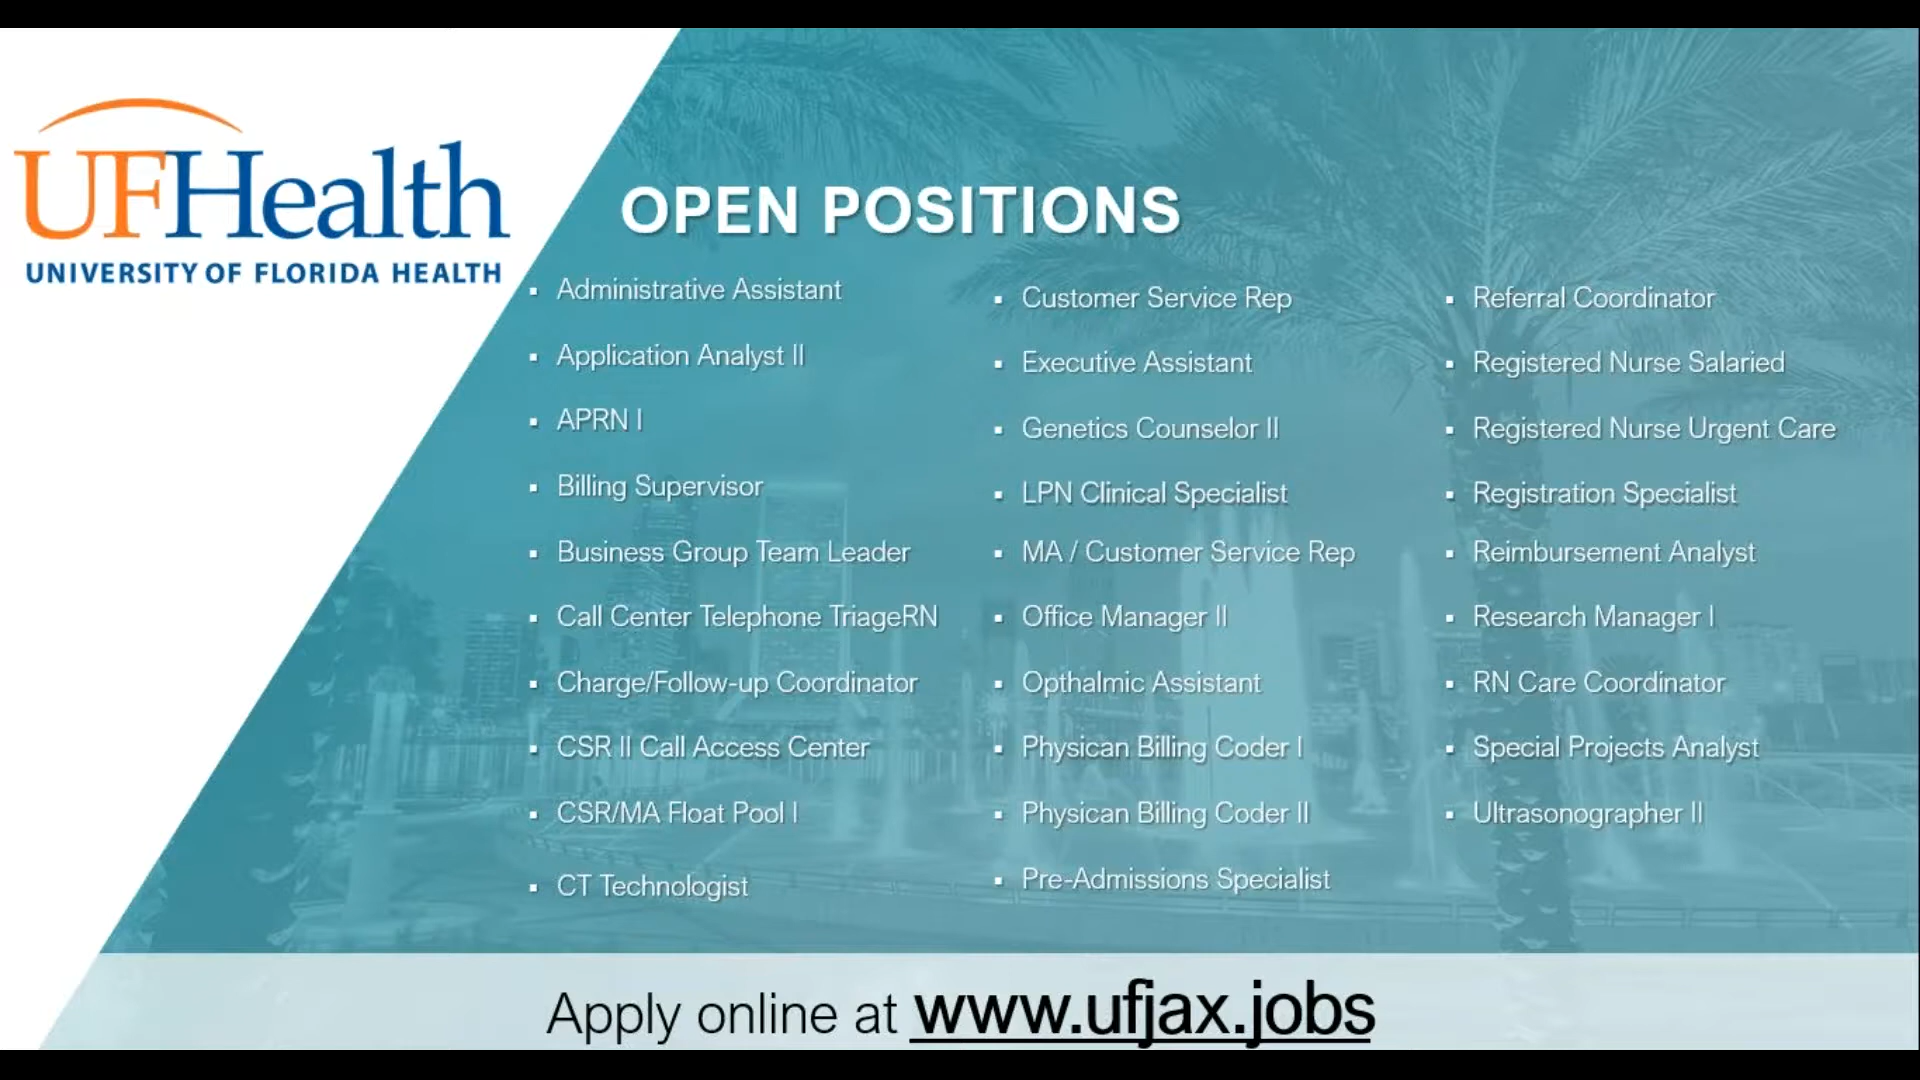 UFHealth
UNIVERSITY OF FLORIDA HEALTH
OPEN POSITIONS
Administrative Assistant
Application Analyst II
APRN I
Billing Supervisor
Business Group Team Leader
Call Center Telephone TriageRN
Charge/Follow-up Coordinator
CSR II Call Access Center
CSR/MA Float Pool I
CT Technologist
Customer Service Rep
Executive Assistant
Genetics Counselor II
LPN Clinical Specialist
MA / Customer Service Rep
Office Manager II
Opthalmic Assistant
Physican Billing Coder I
Physican Billing Coder II
Pre-Admissions Specialist
Referral Coordinator
Registered Nurse Salaried
Registered Nurse Urgent Care
Registration Specialist
Reimbursement Analyst
Research Manager I
RN Care Coordinator
Special Projects Analyst
Ultrasonographer II
Apply online at www.ufjax.jobs